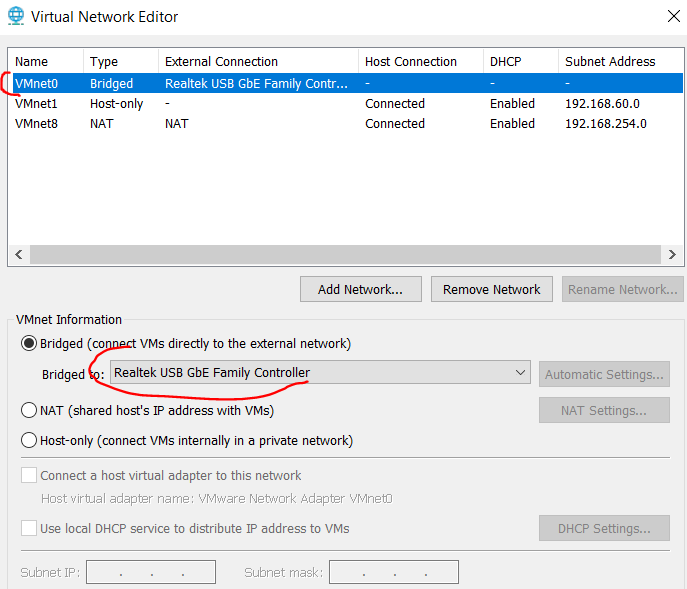 Virtual Network Editor
Name Type External Connection Host Connection DHCP Subnet Address
VMnet0 Bridged Realtek USB GbE Family Contr... - - -
VMnet1 Host-only - Connected Enabled 192.168.60.0
VMnet8 NAT NAT Connected Enabled 192.168.254.0
Add Network... Remove Network Rename Network...
VMnet Information
Bridged (connect VMs directly to the external network)
Bridged to: Realtek USB GbE Family Controller Automatic Settings...
NAT (shared host's IP address with VMs) NAT Settings...
Host-only (connect VMs internally in a private network)
Connect a host virtual adapter to this network
Host virtual adapter name: VMware Network Adapter VMnet0
Use local DHCP service to distribute IP address to VMs DHCP Settings...
Subnet IP: . . . Subnet mask: . . .